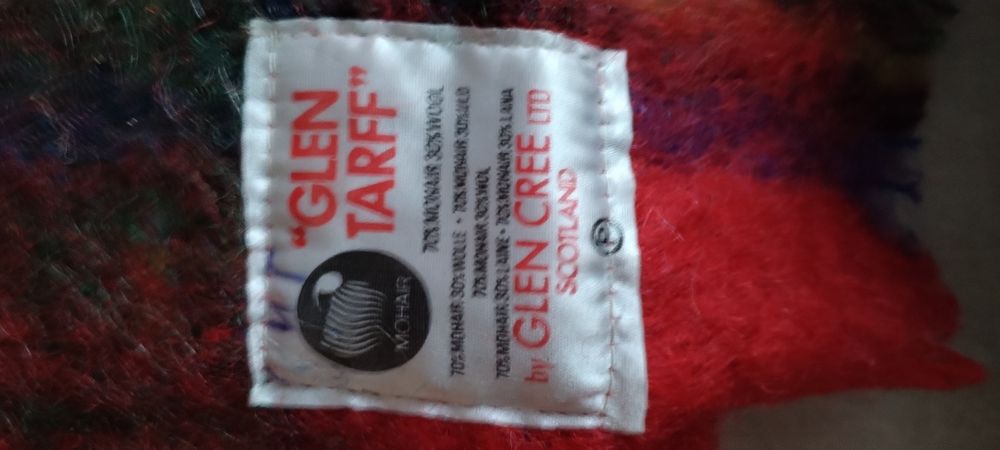 "GLEN
TARFF"
MOHAIR
70% MOHAIR 30% WOOL
70% MOHAIR 30% WOLLE • 70% MOHAIR 30% ULD
70% MOHAIR 30% WOL
70% MOHAIR 30% LAINE • 70% MOHAIR 30% LANA
by GLEN CREE LTD
SCOTLAND
P